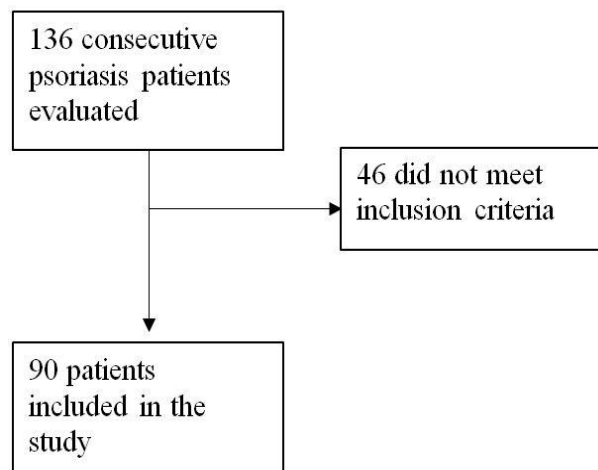 136 consecutive
psoriasis patients
evaluated
46 did not meet
inclusion criteria
90 patients
included in the
study